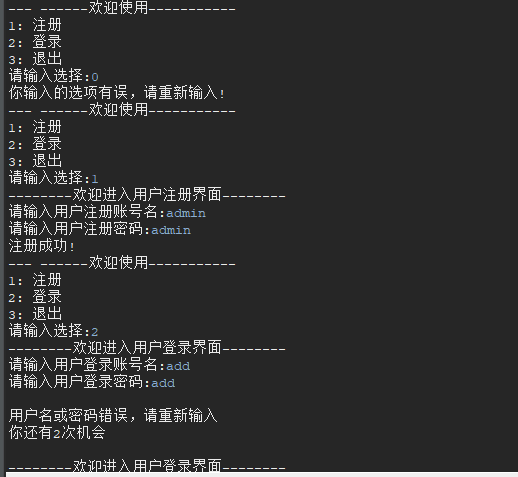 --- ------欢迎使用-----------
1: 注册
2: 登录
3: 退出
请输入选择:0
你输入的选项有误，请重新输入!
--- ------欢迎使用-----------
1: 注册
2: 登录
3: 退出
请输入选择:1
--------欢迎进入用户注册界面--------
请输入用户注册账号名:admin
请输入用户注册密码:admin
注册成功!
--- ------欢迎使用-----------
1: 注册
2: 登录
3: 退出
请输入选择:2
--------欢迎进入用户登录界面--------
请输入用户登录账号名:add
请输入用户登录密码:add
用户名或密码错误，请重新输入
你还有2次机会
--------欢迎进入用户登录界面--------